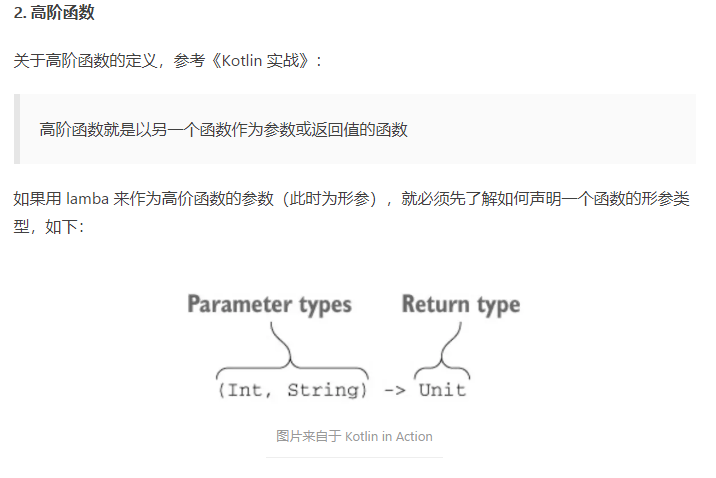 2. 高阶函数
关于高阶函数的定义，参考《Kotlin 实战》：
高阶函数就是以另一个函数作为参数或返回值的函数
如果用 lamba 来作为高价函数的参数（此时为形参），就必须先了解如何声明一个函数的形参类
型，如下：
Parameter types Return type
(Int, String) -> Unit
图片来自于 Kotlin in Action